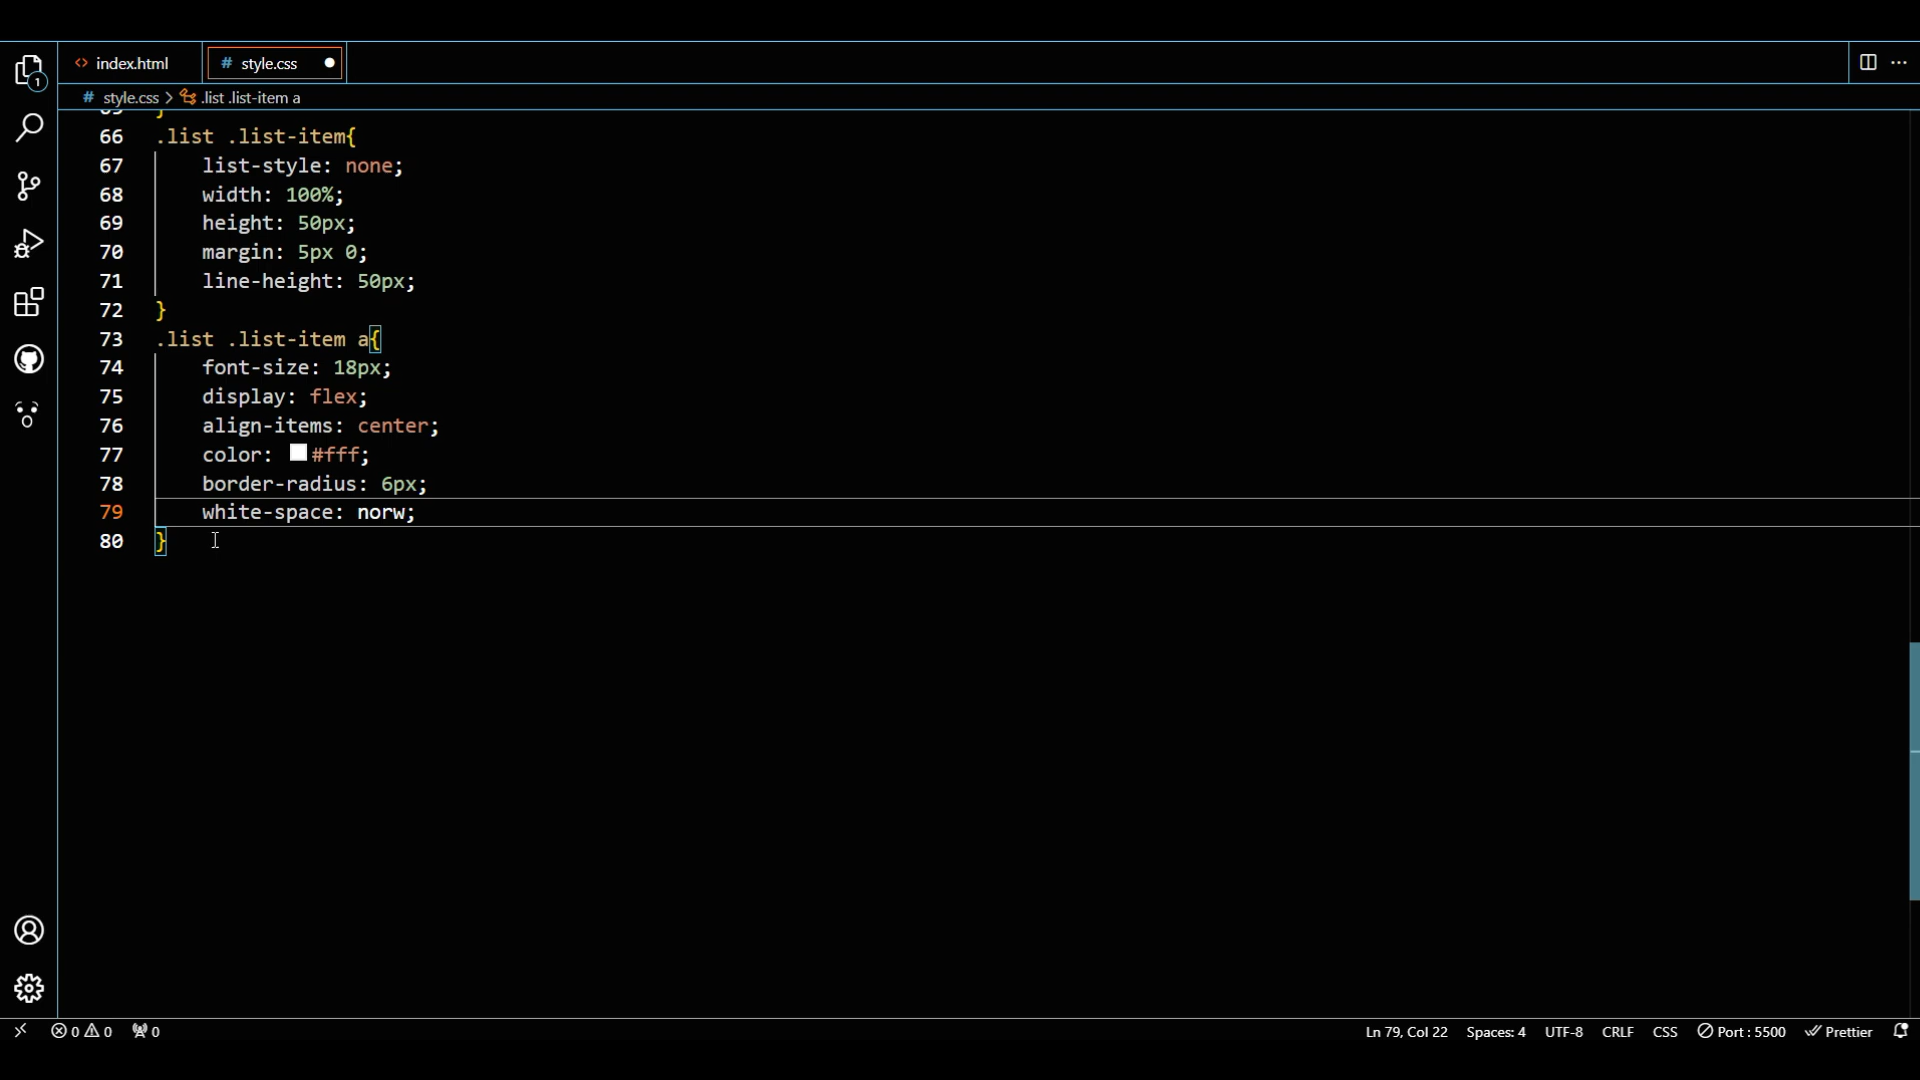 index.html
# style.css
1
# style.css > .list .list-item a
66 .list .list-item{
67 list-style: none;
68 width: 100%;
69 height: 50px;
70 margin: 5px 0;
71 line-height: 50px;
72 }
73 .list .list-item a{
74 font-size: 18px;
75 display: flex;
76 align-items: center;
77 color: #fff;
78 border-radius: 6px;
79 white-space: norw;
80 }
0 0 0 Ln 79, Col 22 Spaces: 4 UTF-8 CRLF CSS Port : 5500 Prettier